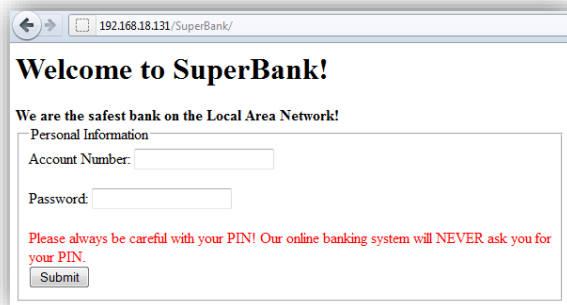 192.168.18.131/SuperBank/
Welcome to SuperBank!
We are the safest bank on the Local Area Network!
Personal Information
Account Number:
Password:
Please always be careful with your PIN! Our online banking system will NEVER ask you for
your PIN.
Submit